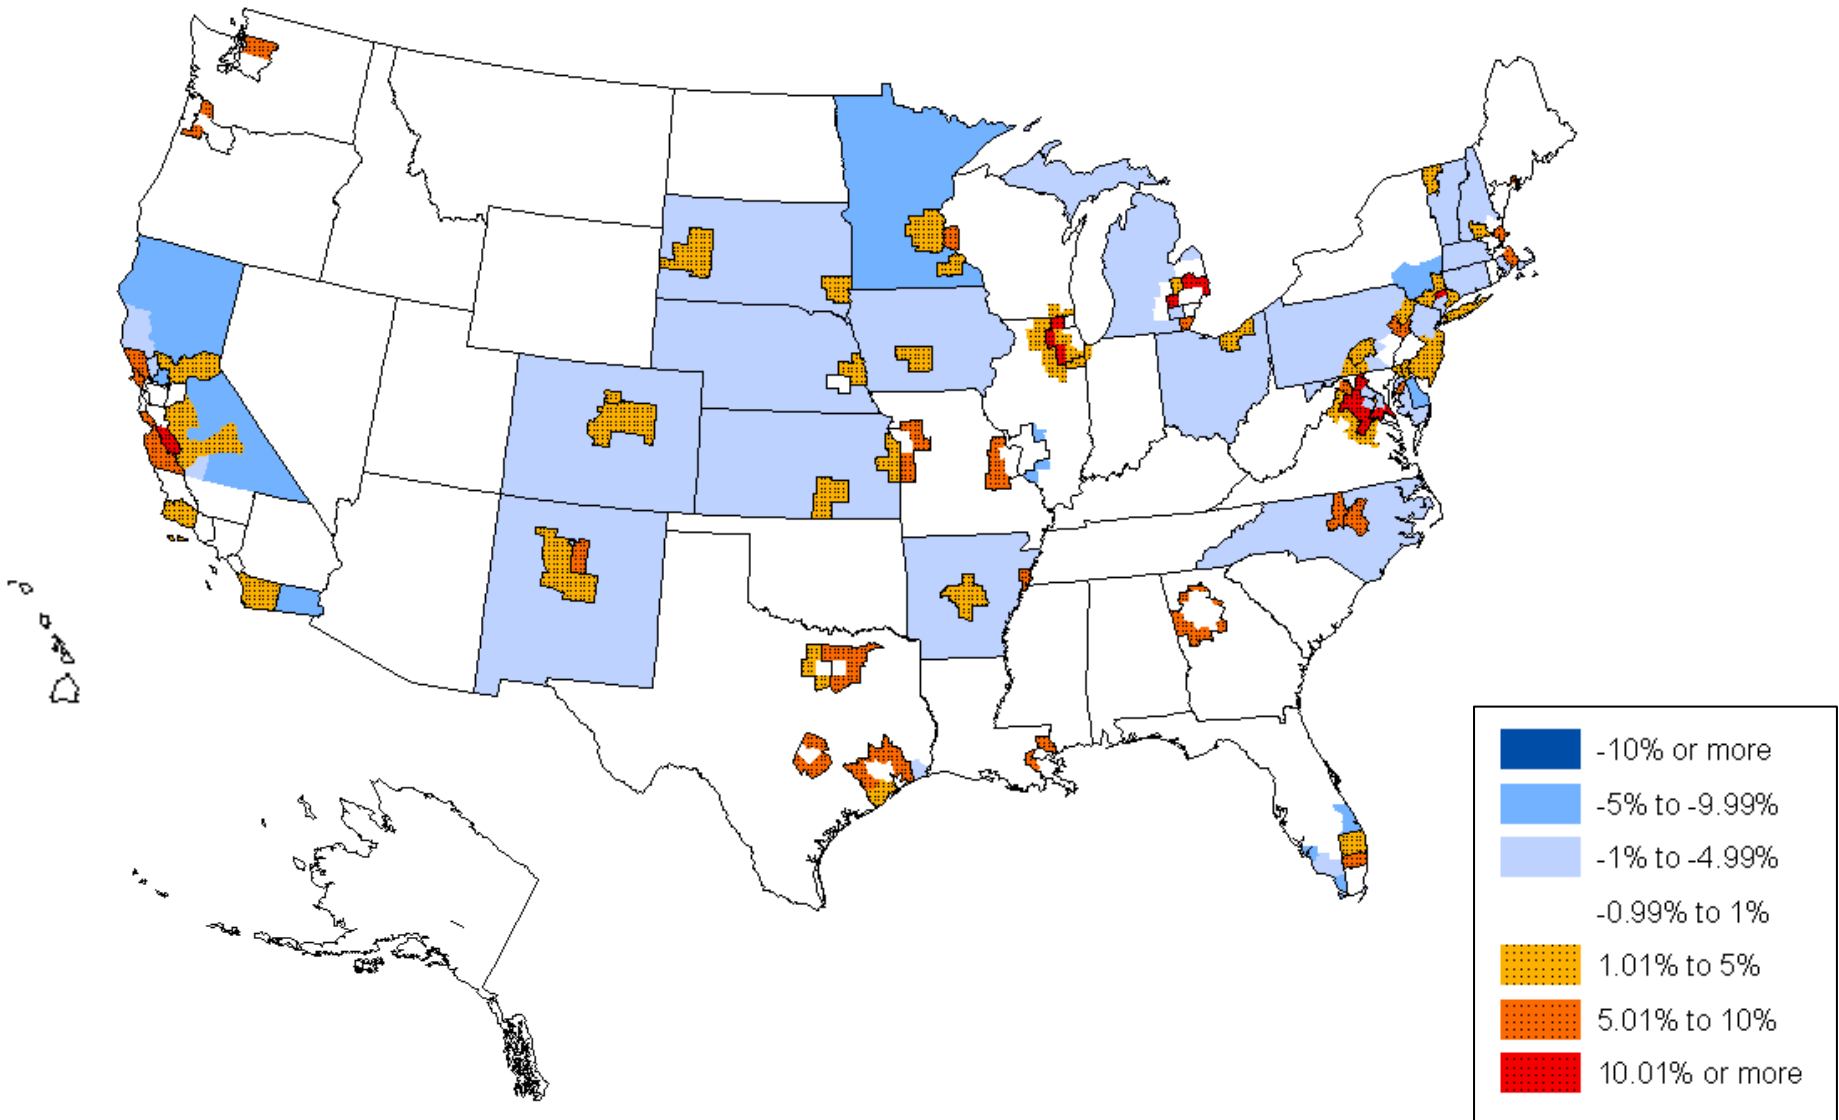 -10% or more
-5% to -9.99%
-1% to -4.99%
-0.99% to 1%
1.01% to 5%
5.01% to 10%
10.01% or more